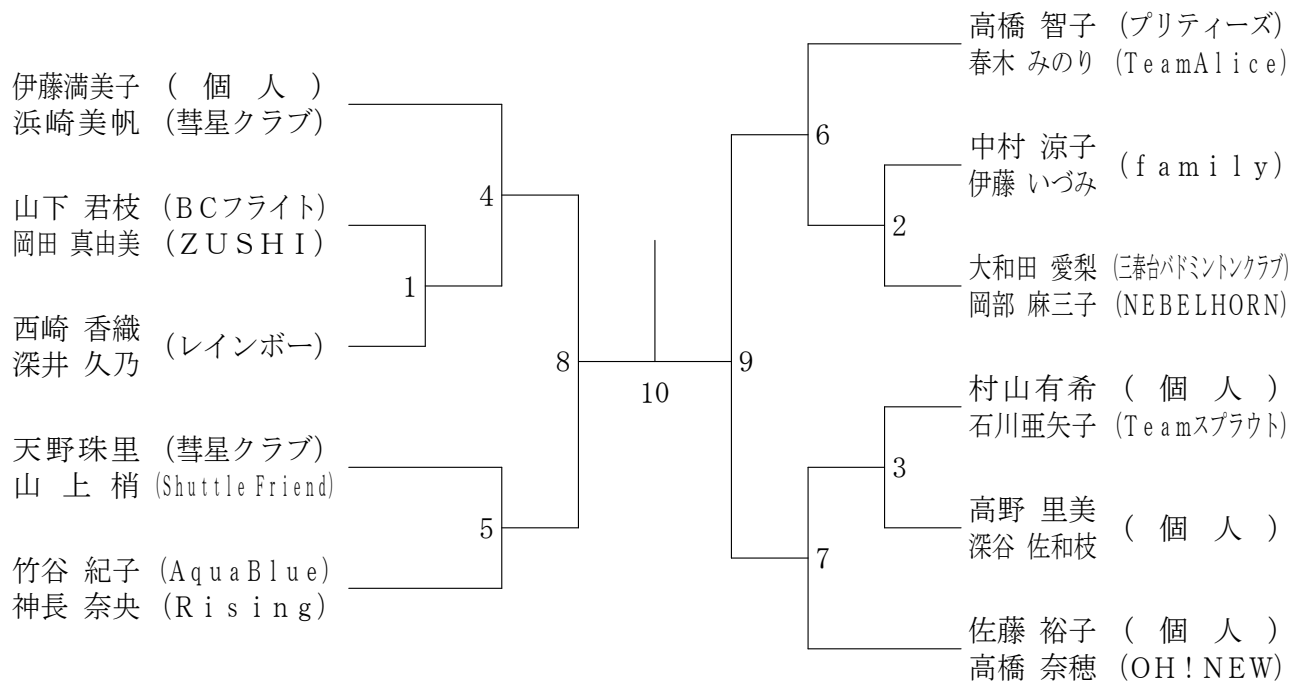 伊藤満美子 ( 個 人 )
浜崎美帆 (彗星クラブ)
山下 君枝 (BCフライト)
岡田 真由美 (ZUSHI)
1
西崎 香織
深井 久乃
(レインボー)
4
天野珠里 (彗星クラブ)
山上 梢 (Shuttle Friend)
5
竹谷 紀子 (AquaBlue)
神長 奈央 (Rising)
8
10
9
高橋 智子 (プリティーズ)
春木 みのり (TeamAlice)
6
中村 涼子
伊藤 いづみ
(family)
2
大和田 愛梨 (三春台バドミントンクラブ)
岡部 麻三子 (NEBELHORN)
村山有希 ( 個 人 )
石川亜矢子 (Teamスプラウト)
3
高野 里美
深谷 佐和枝
( 個 人 )
7
佐藤 裕子 ( 個 人 )
高橋 奈穂 (OH!NEW)